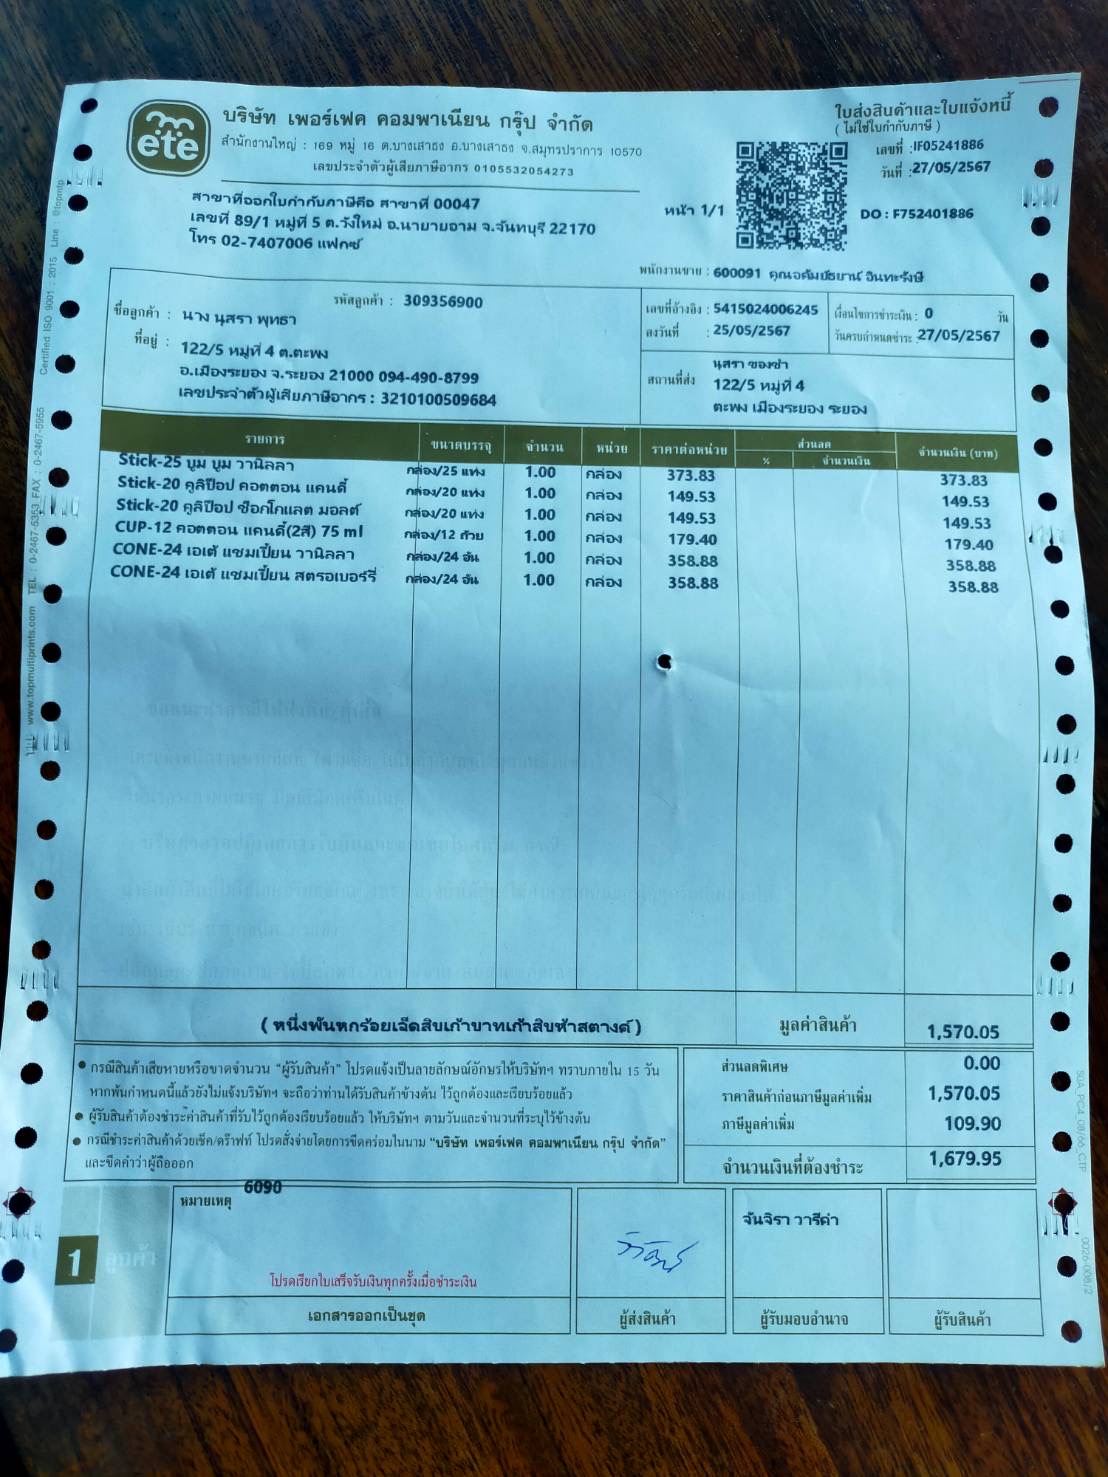 ete
บริษัท เพอร์เฟค คอมพาเนียน กรุ๊ป จำกัด
สำนักงานใหญ่ : 169 หมู่ 16 ต.บางเสาธง อ.บางเสาธง จ.สมุทรปราการ 10570
เลขประจำตัวผู้เสียภาษีอากร 0105532054273
ใบส่งสินค้าและใบแจ้งหนี้
( ไม่ใช่ใบกำกับภาษี )
เลขที่ : IF05241886
วันที่ : 27/05/2567
สาขาที่ออกใบกำกับภาษีคือ สาขาที่ 00047
เลขที่ 89/1 หมู่ที่ 5 ต.วังใหม่ อ.นายายอาม จ.จันทบุรี 22170
โทร 02-7407006 แฟกซ์
หน้า 1/1
DO : F752401886
พนักงานขาย : 600091 คุณอคัมย์ธยาน์ อินทะรังษี
รหัสลูกค้า : 309356900
ชื่อลูกค้า : นาง นุสรา พุทธา
ที่อยู่ : 122/5 หมู่ที่ 4 ต.ตะพง
อ.เมืองระยอง จ.ระยอง 21000 094-490-8799
เลขประจำตัวผู้เสียภาษีอากร : 3210100509684
เลขที่อ้างอิง : 5415024006245
ลงวันที่ : 25/05/2567
เงื่อนไขการชำระเงิน : 0 วัน
วันครบกำหนดชำระ 27/05/2567
สถานที่ส่ง
นุสรา ของชำ
122/5 หมู่ที่ 4
ตะพง เมืองระยอง ระยอง
รายการ ขนาดบรรจุ จำนวน หน่วย ราคาต่อหน่วย ส่วนลด จำนวนเงิน (บาท)
% จำนวนเงิน
Stick-25 บูม บูม วานิลลา กล่อง/25 แท่ง 1.00 กล่อง 373.83 373.83
Stick-20 คูลิป๊อป คอตตอน แคนดี้ กล่อง/20 แท่ง 1.00 กล่อง 149.53 149.53
Stick-20 คูลิป๊อป ช็อกโกแลต มอลต์ กล่อง/20 แท่ง 1.00 กล่อง 149.53 149.53
CUP-12 คอตตอน แคนดี้(2สี) 75 ml กล่อง/12 ถ้วย 1.00 กล่อง 179.40 179.40
CONE-24 เอเต้ แชมเปี้ยน วานิลลา กล่อง/24 อัน 1.00 กล่อง 358.88 358.88
CONE-24 เอเต้ แชมเปี้ยน สตรอเบอร์รี่ กล่อง/24 อัน 1.00 กล่อง 358.88 358.88
( หนึ่งพันหกร้อยเจ็ดสิบเก้าบาทเก้าสิบห้าสตางค์ ) มูลค่าสินค้า 1,570.05
ส่วนลดพิเศษ 0.00
ราคาสินค้าก่อนภาษีมูลค่าเพิ่ม 1,570.05
ภาษีมูลค่าเพิ่ม 109.90
จำนวนเงินที่ต้องชำระ 1,679.95
● กรณีสินค้าเสียหายหรือขาดจำนวน "ผู้รับสินค้า" โปรดแจ้งเป็นลายลักษณ์อักษรให้บริษัทฯ ทราบภายใน 15 วัน
หากพ้นกำหนดนี้แล้วยังไม่แจ้งบริษัทฯ จะถือว่าท่านได้รับสินค้าข้างต้น ไว้ถูกต้องและเรียบร้อยแล้ว
● ผู้รับสินค้าต้องชำระค่าสินค้าที่รับไว้ถูกต้องเรียบร้อยแล้ว ให้บริษัทฯ ตามวันและจำนวนที่ระบุไว้ข้างต้น
● กรณีชำระค่าสินค้าด้วยเช็ค/ดร๊าฟท์ โปรดสั่งจ่ายโดยการขีดคร่อมในนาม "บริษัท เพอร์เฟค คอมพาเนียน กรุ๊ป จำกัด"
และขีดคำว่าผู้ถือออก
หมายเหตุ 6090
โปรดเรียกใบเสร็จรับเงินทุกครั้งเมื่อชำระเงิน
เอกสารออกเป็นชุด
ผู้ส่งสินค้า
จันจิรา วารีดำ
ผู้รับมอบอำนาจ
ผู้รับสินค้า
1 ลูกค้า
www.topmultiprints.com TEL : 0-2467-5353 FAX : 0-2467-5955 Certified ISO 9001 : 2015 Line @topmtp